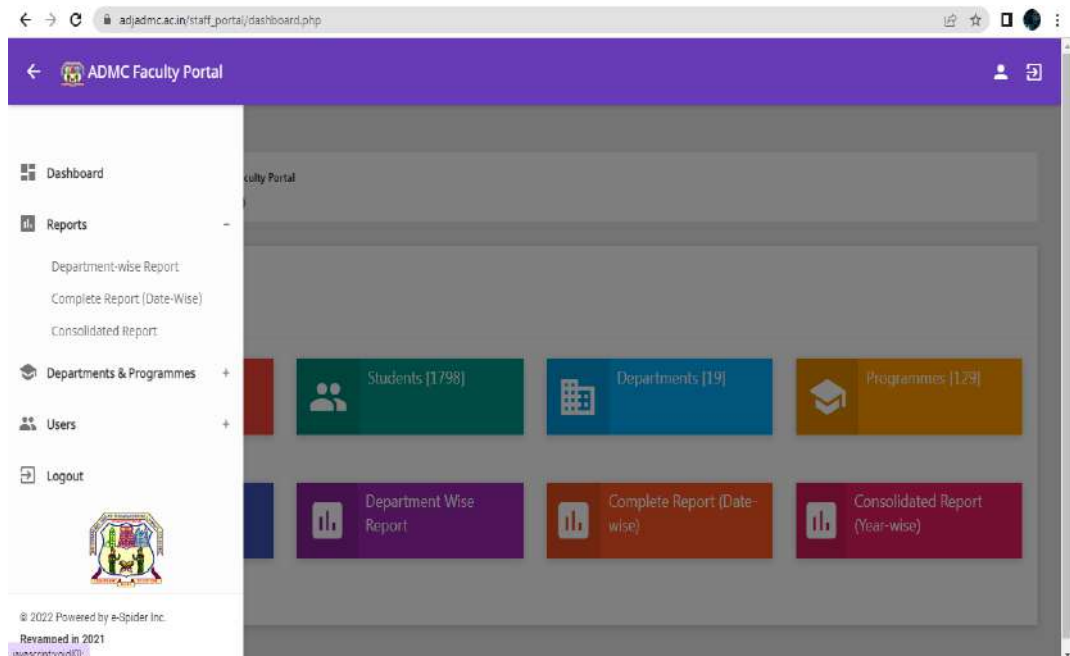 adjadmc.ac.in/staff_portal/dashboard.php
ADMC Faculty Portal
Dashboard
culty Portal
Reports
Department-wise Report
Complete Report (Date-Wise)
Consolidated Report
Departments & Programmes
Users
Logout
Students [1798]
Departments [19]
Programmes [129]
Department Wise
Report
Complete Report (Date-
wise)
Consolidated Report
(Year-wise)
© 2022 Powered by e-Spider Inc.
Revamped in 2021